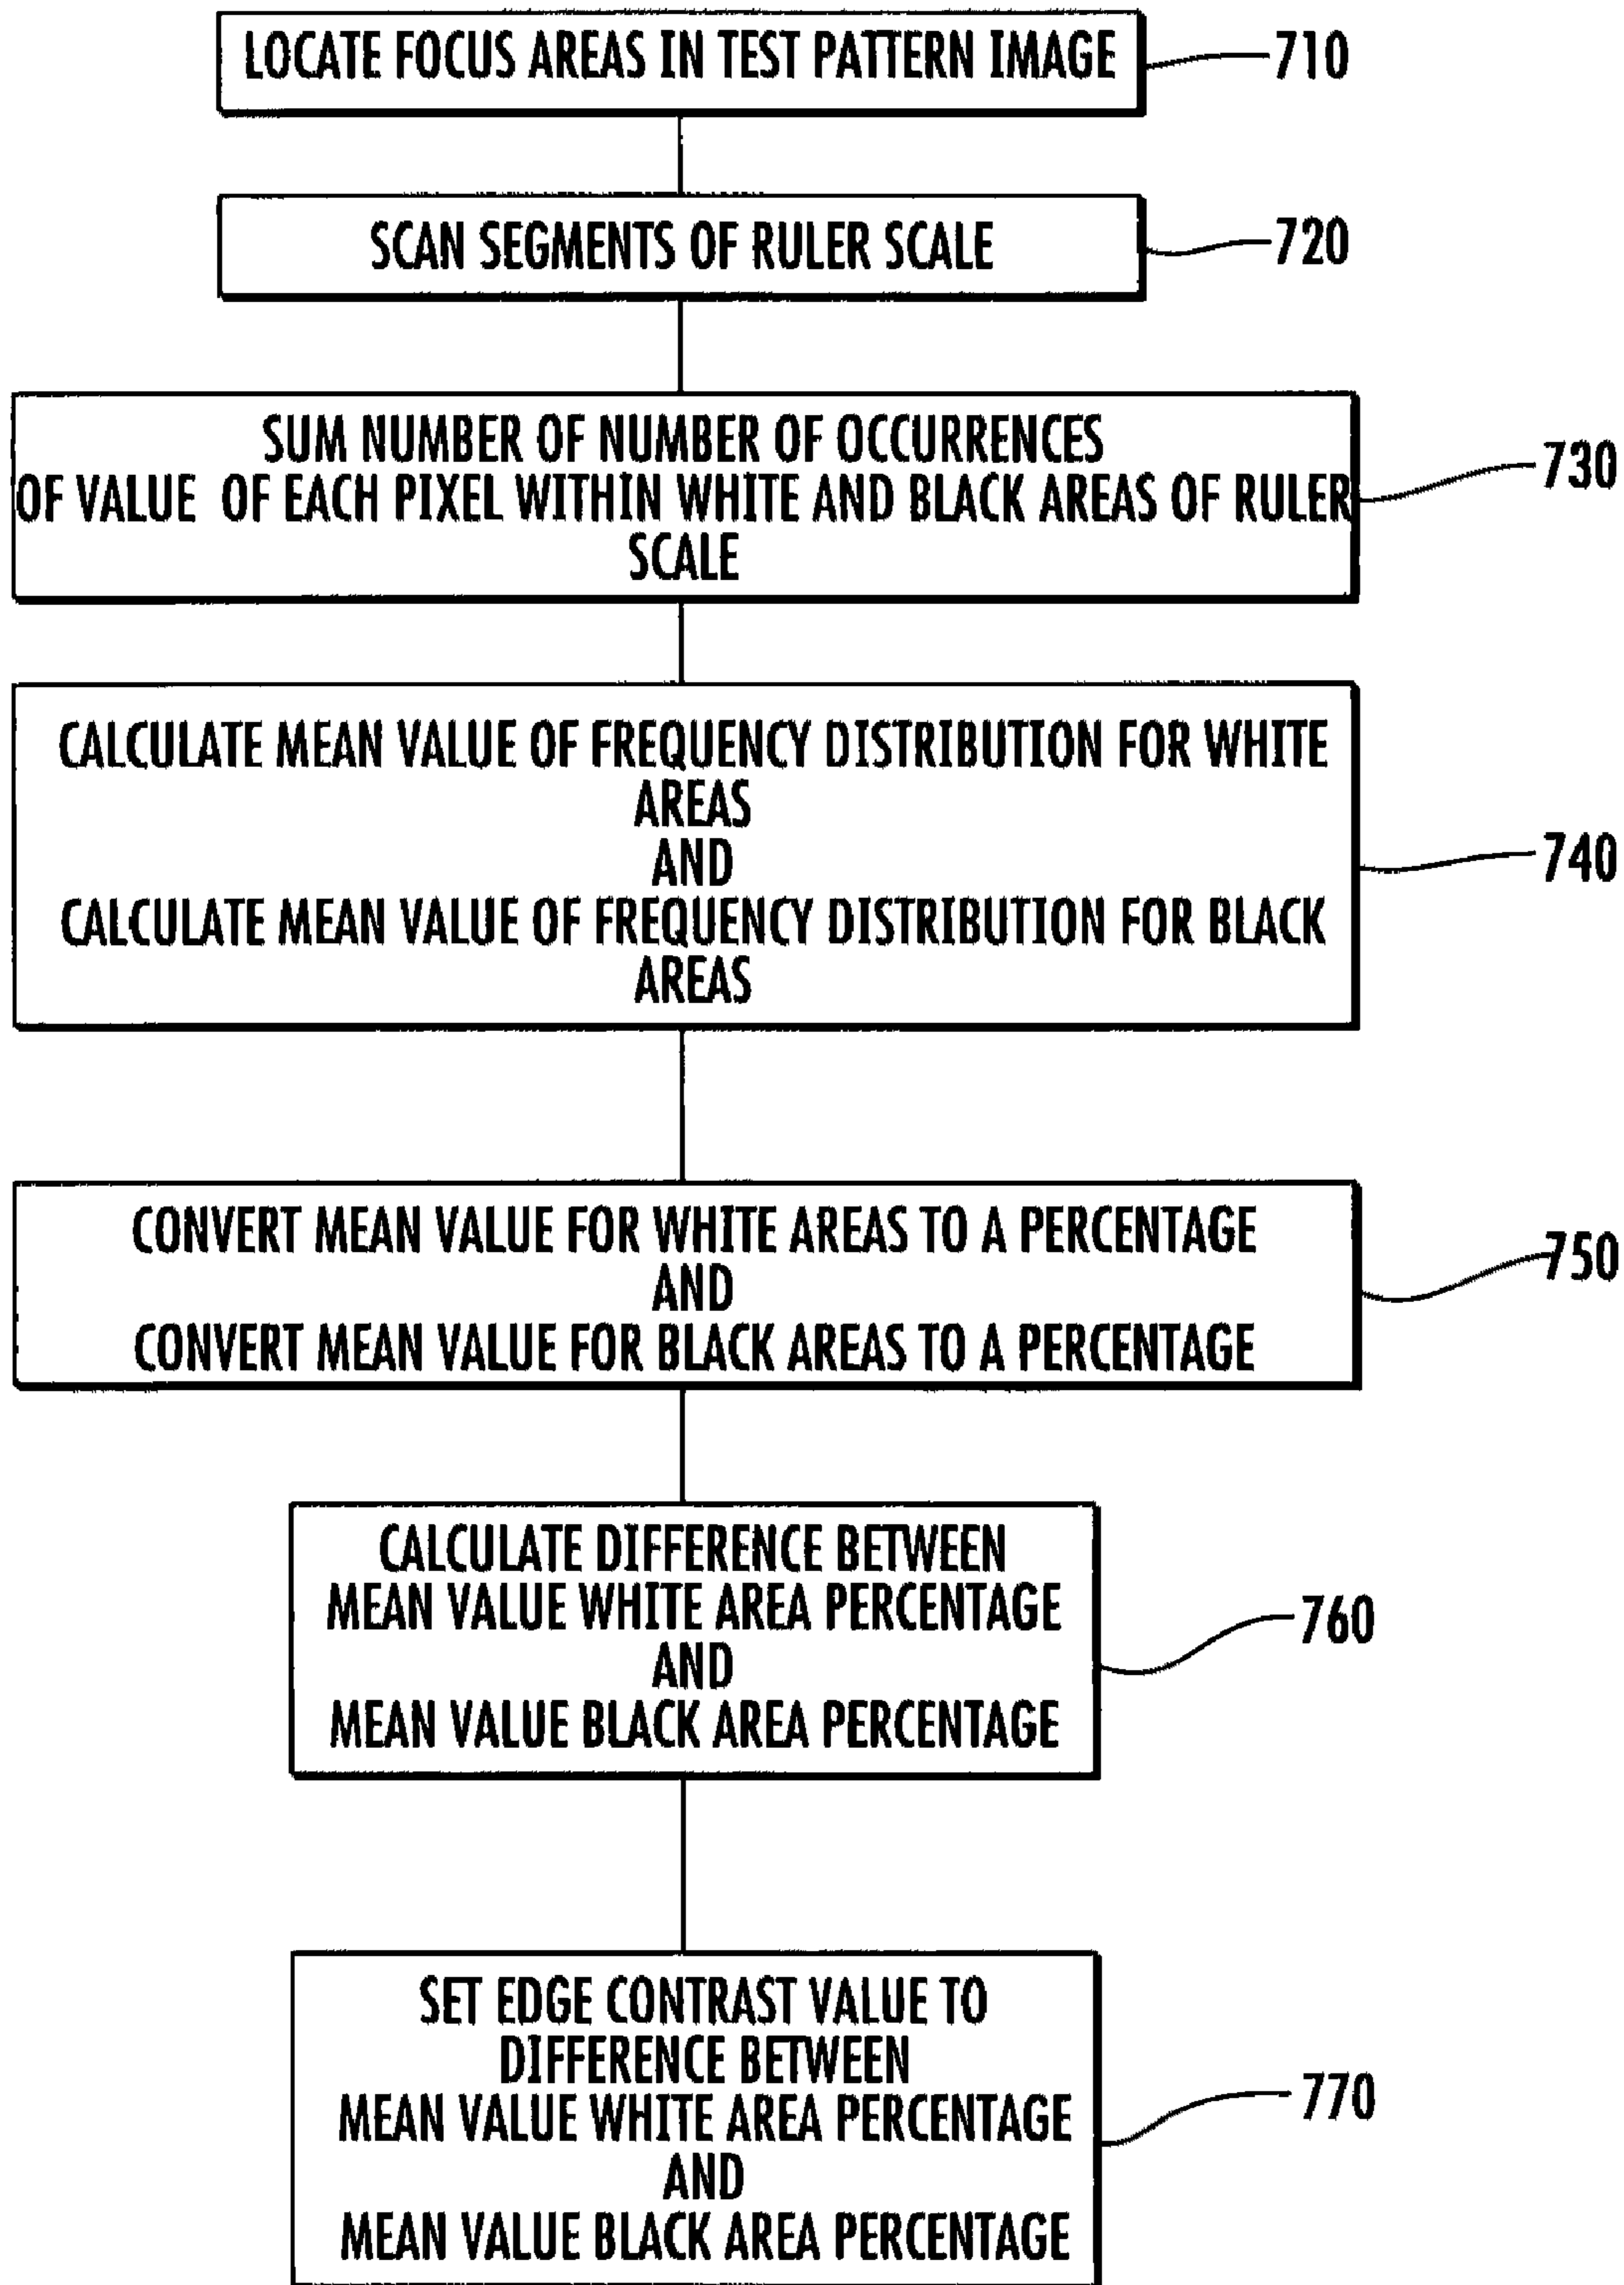 LOCATE FOCUS AREAS IN TEST PATTERN IMAGE
710
SCAN SEGMENTS OF RULER SCALE
720
SUM NUMBER OF NUMBER OF OCCURRENCES
OF VALUE OF EACH PIXEL WITHIN WHITE AND BLACK AREAS OF RULER
SCALE
730
CALCULATE MEAN VALUE OF FREQUENCY DISTRIBUTION FOR WHITE
AREAS
AND
CALCULATE MEAN VALUE OF FREQUENCY DISTRIBUTION FOR BLACK
AREAS
740
CONVERT MEAN VALUE FOR WHITE AREAS TO A PERCENTAGE
AND
CONVERT MEAN VALUE FOR BLACK AREAS TO A PERCENTAGE
750
CALCULATE DIFFERENCE BETWEEN
MEAN VALUE WHITE AREA PERCENTAGE
AND
MEAN VALUE BLACK AREA PERCENTAGE
760
SET EDGE CONTRAST VALUE TO
DIFFERENCE BETWEEN
MEAN VALUE WHITE AREA PERCENTAGE
AND
MEAN VALUE BLACK AREA PERCENTAGE
770